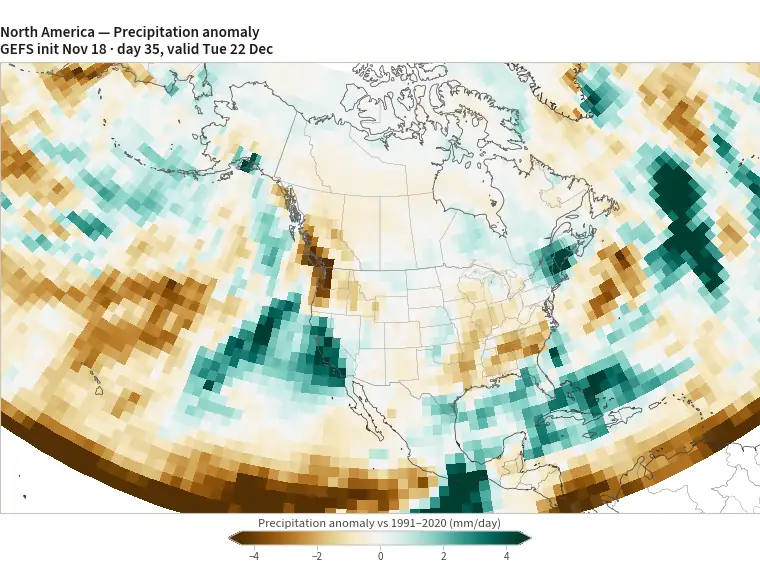 North America — Precipitation anomaly
GEFS init Nov 18 · day 35, valid Tue 22 Dec
Precipitation anomaly vs 1991–2020 (mm/day)
−4 −2 0 2 4